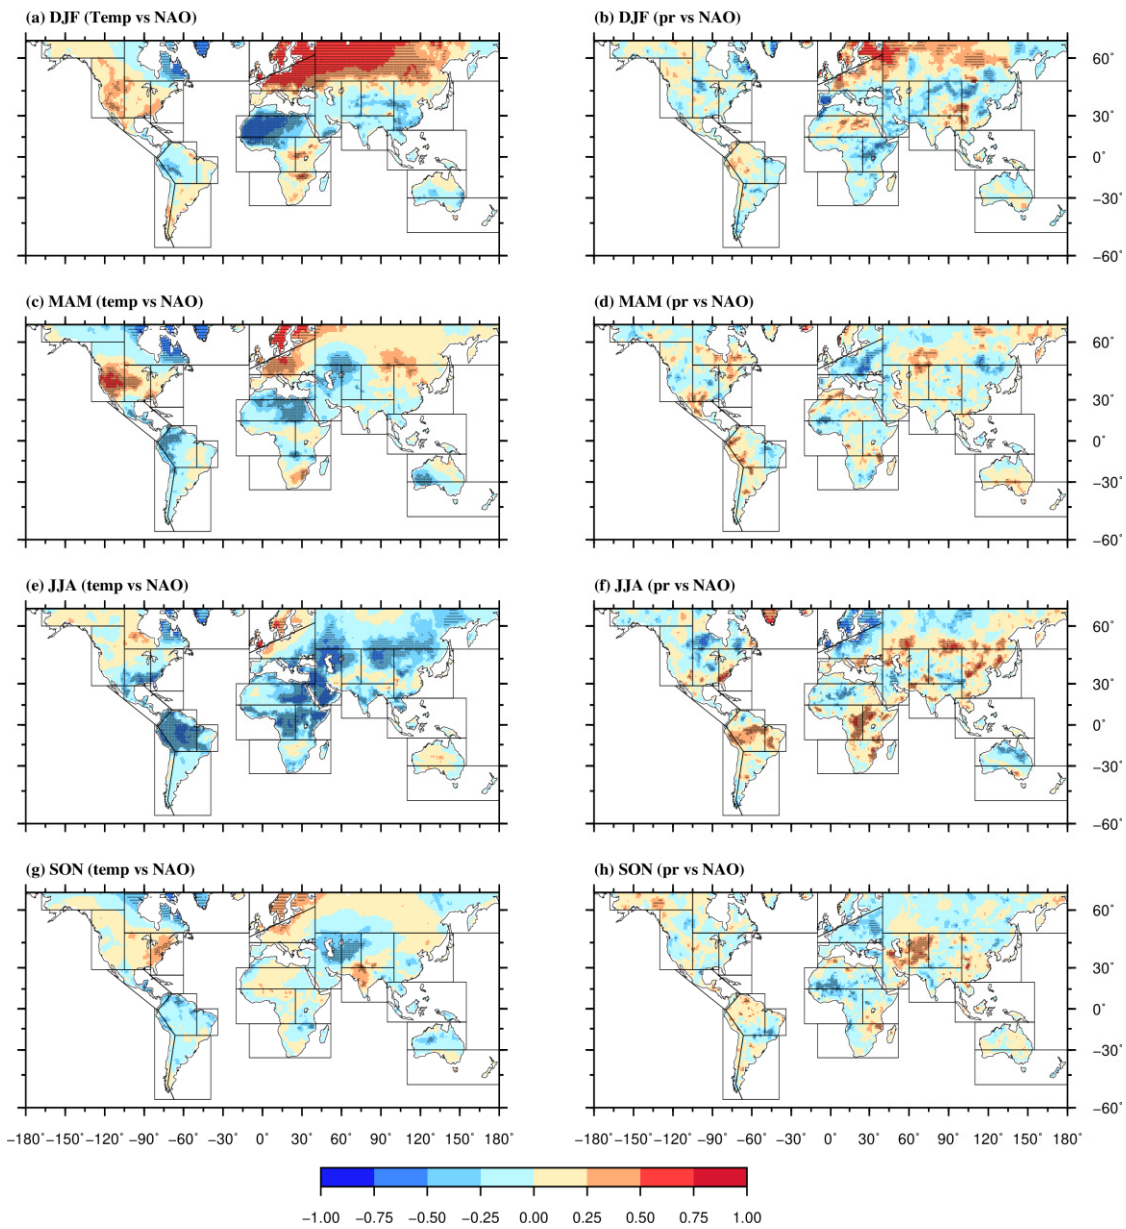 (a) DJF (Temp vs NAO)
(b) DJF (pr vs NAO)
60˚
30˚
0˚
−30˚
−60˚
(c) MAM (temp vs NAO)
(d) MAM (pr vs NAO)
60˚
30˚
0˚
−30˚
−60˚
(e) JJA (temp vs NAO)
(f) JJA (pr vs NAO)
60˚
30˚
0˚
−30˚
−60˚
(g) SON (temp vs NAO)
(h) SON (pr vs NAO)
60˚
30˚
0˚
−30˚
−60˚
−180˚ −150˚ −120˚ −90˚ −60˚ −30˚ 0˚ 30˚ 60˚ 90˚ 120˚ 150˚ 180˚ −180˚ −150˚ −120˚ −90˚ −60˚ −30˚ 0˚ 30˚ 60˚ 90˚ 120˚ 150˚ 180˚
−1.00 −0.75 −0.50 −0.25 0.00 0.25 0.50 0.75 1.00